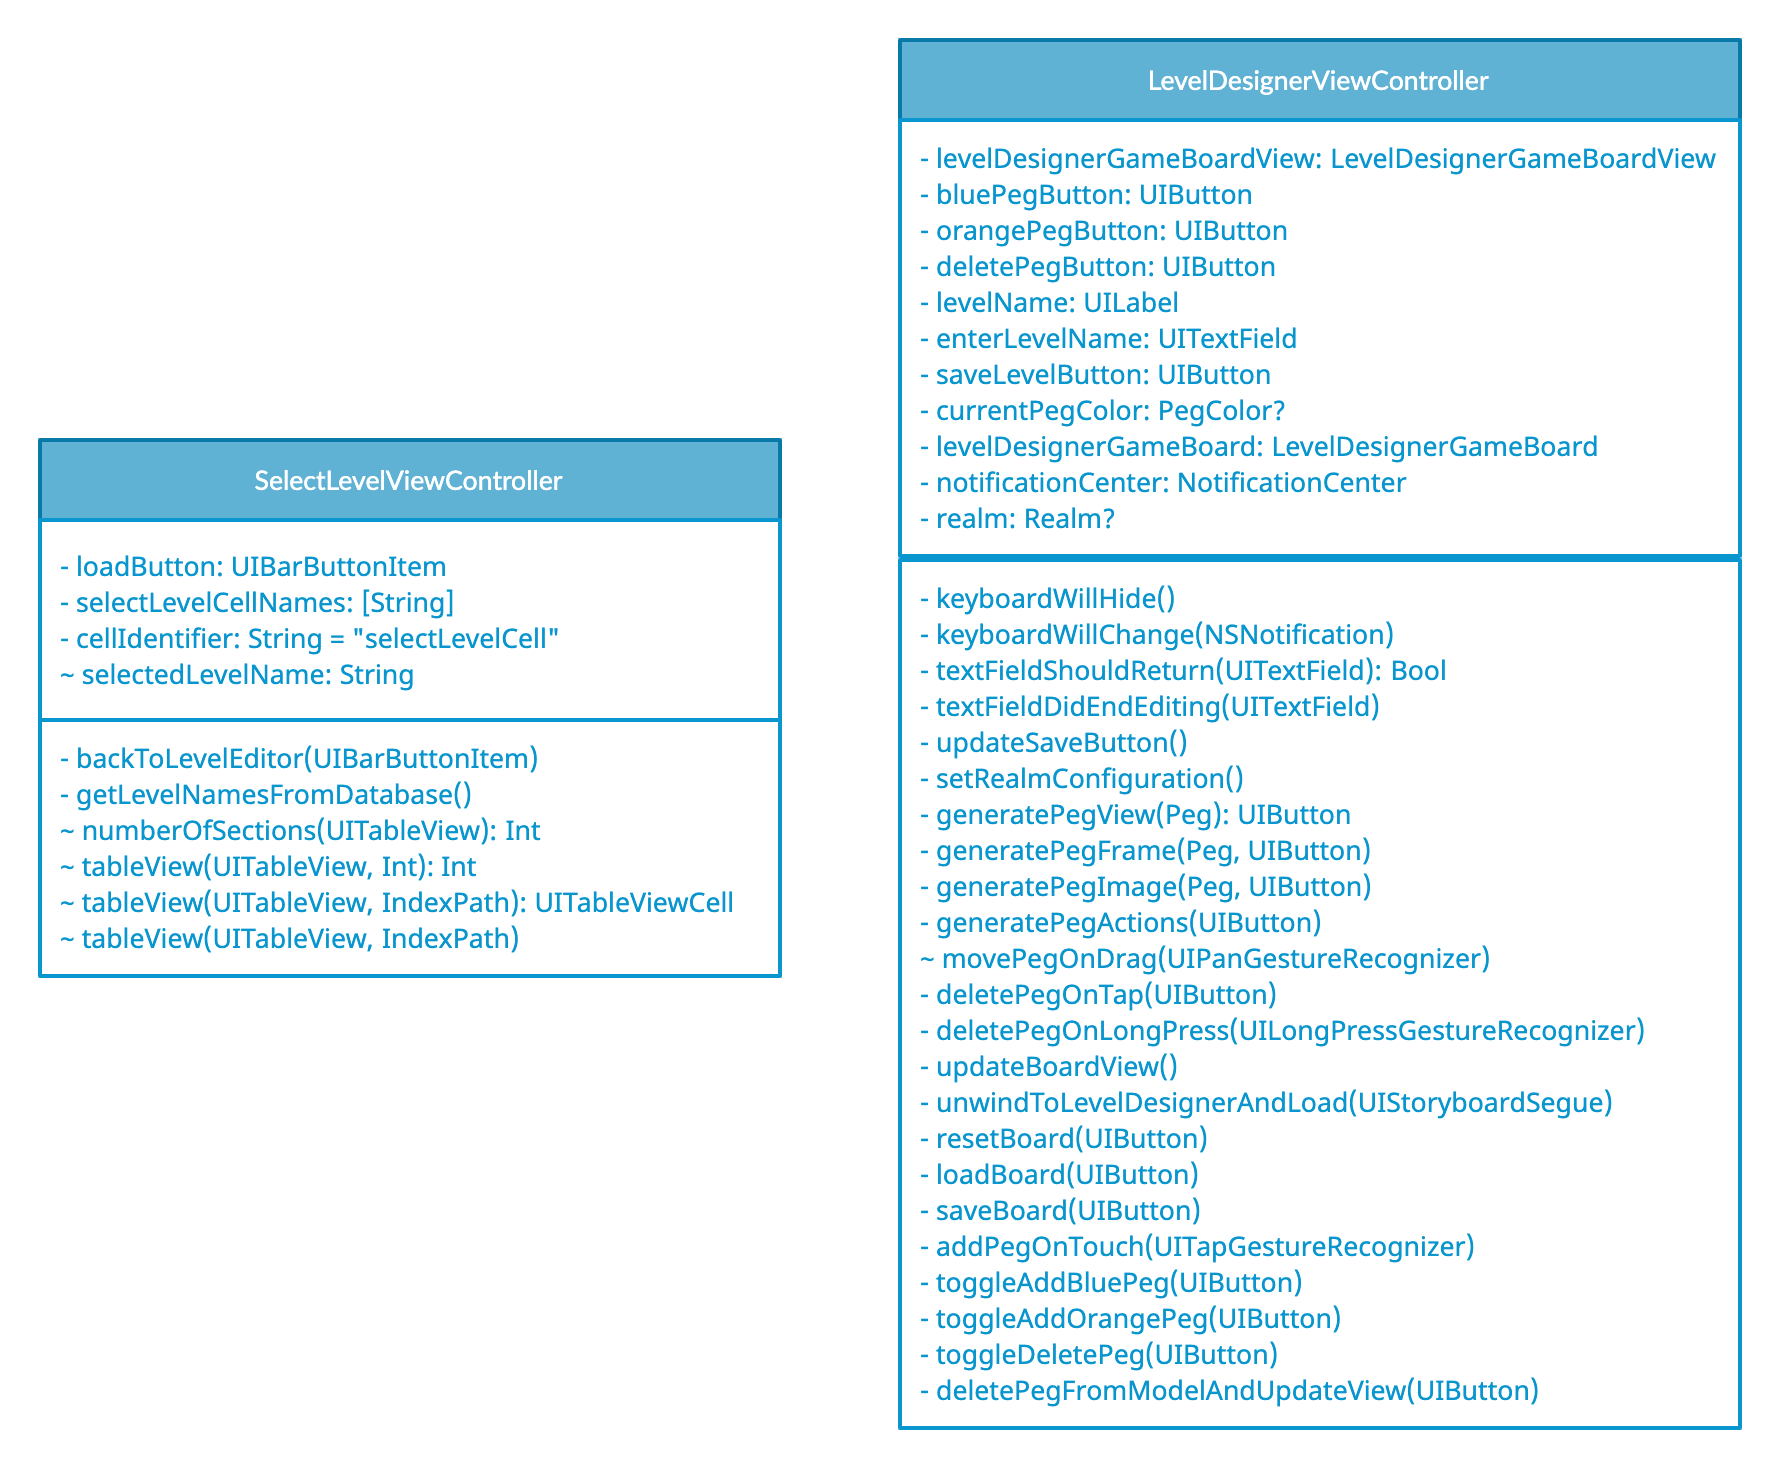 SelectLevelViewController
- loadButton: UIBarButtonItem
- selectLevelCellNames: [String]
- cellIdentifier: String = "selectLevelCell"
~ selectedLevelName: String
- backToLevelEditor(UIBarButtonItem)
- getLevelNamesFromDatabase()
~ numberOfSections(UITableView): Int
~ tableView(UITableView, Int): Int
~ tableView(UITableView, IndexPath): UITableViewCell
~ tableView(UITableView, IndexPath)
LevelDesignerViewController
- levelDesignerGameBoardView: LevelDesignerGameBoardView
- bluePegButton: UIButton
- orangePegButton: UIButton
- deletePegButton: UIButton
- levelName: UILabel
- enterLevelName: UITextField
- saveLevelButton: UIButton
- currentPegColor: PegColor?
- levelDesignerGameBoard: LevelDesignerGameBoard
- notificationCenter: NotificationCenter
- realm: Realm?
- keyboardWillHide()
- keyboardWillChange(NSNotification)
- textFieldShouldReturn(UITextField): Bool
- textFieldDidEndEditing(UITextField)
- updateSaveButton()
- setRealmConfiguration()
- generatePegView(Peg): UIButton
- generatePegFrame(Peg, UIButton)
- generatePegImage(Peg, UIButton)
- generatePegActions(UIButton)
~ movePegOnDrag(UIPanGestureRecognizer)
- deletePegOnTap(UIButton)
- deletePegOnLongPress(UILongPressGestureRecognizer)
- updateBoardView()
- unwindToLevelDesignerAndLoad(UIStoryboardSegue)
- resetBoard(UIButton)
- loadBoard(UIButton)
- saveBoard(UIButton)
- addPegOnTouch(UITapGestureRecognizer)
- toggleAddBluePeg(UIButton)
- toggleAddOrangePeg(UIButton)
- toggleDeletePeg(UIButton)
- deletePegFromModelAndUpdateView(UIButton)